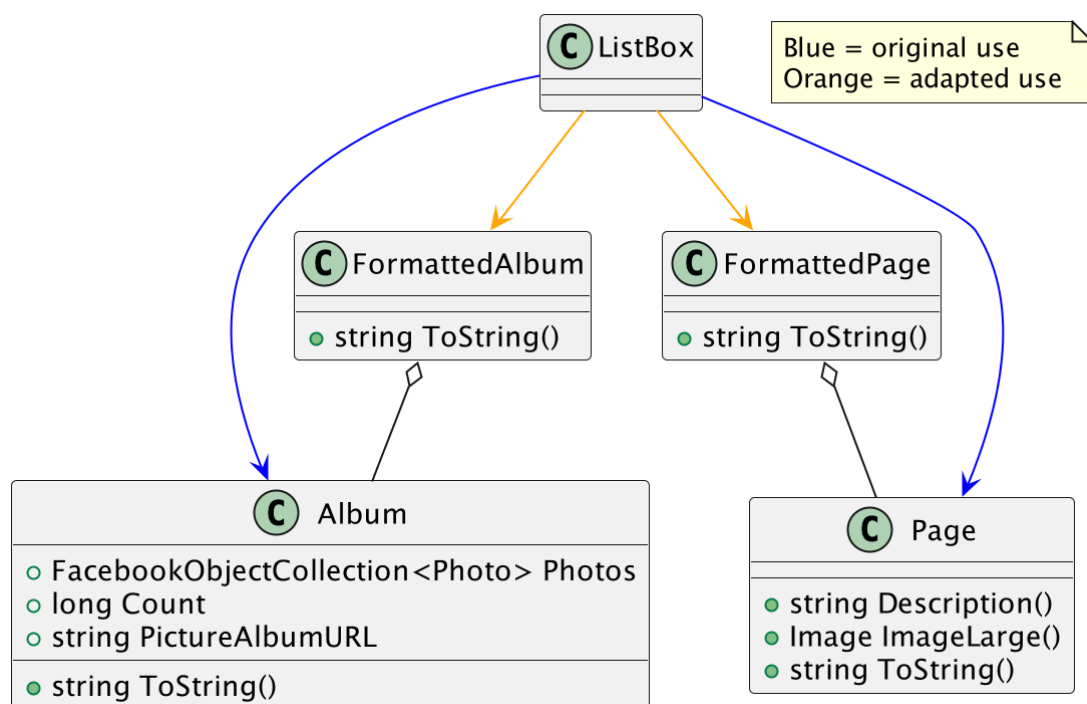 C ListBox
Blue = original use
Orange = adapted use
C FormattedAlbum
string ToString()
C FormattedPage
string ToString()
C Album
FacebookObjectCollection<Photo> Photos
long Count
string PictureAlbumURL
string ToString()
C Page
string Description()
Image ImageLarge()
string ToString()